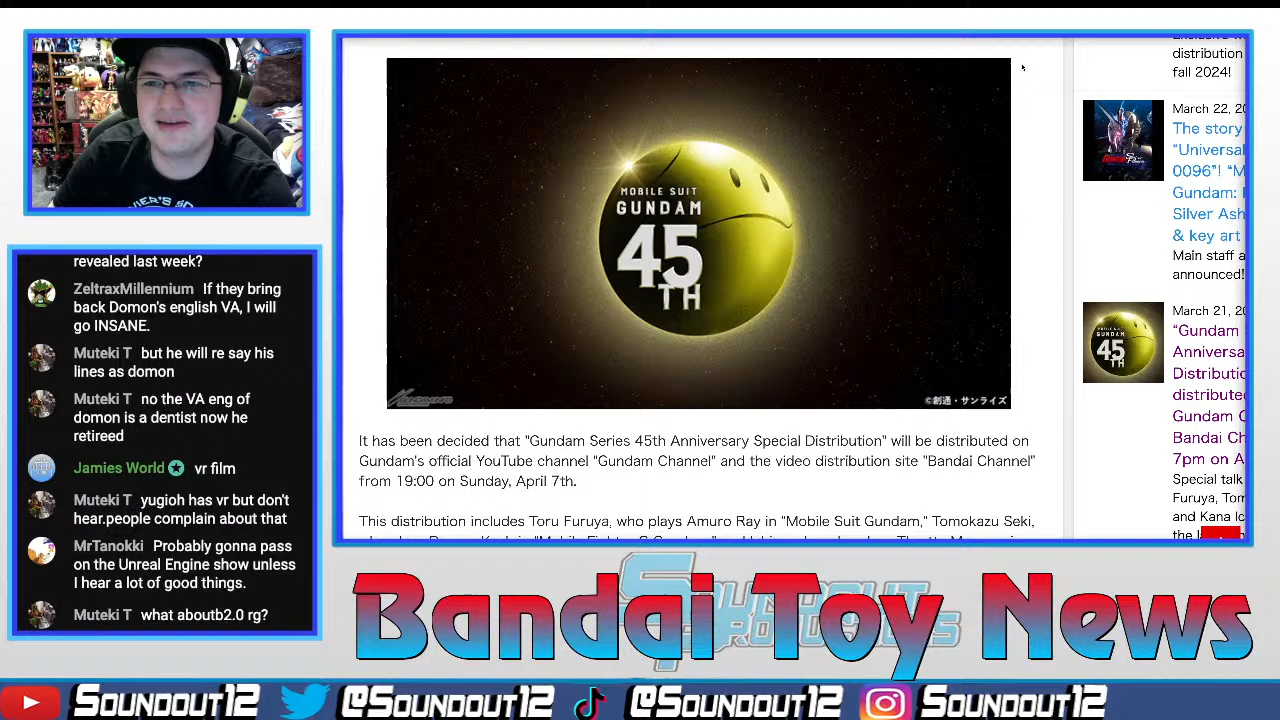 revealed last week?
ZeltraxMillennium If they bring
back Domon's english VA, I will
go INSANE.
Muteki T but he will re say his
lines as domon
Muteki T no the VA eng of
domon is a dentist now he
retireed
Jamies World vr film
Muteki T yugioh has vr but don't
hear.people complain about that
MrTanokki Probably gonna pass
on the Unreal Engine show unless
I hear a lot of good things.
Muteki T what aboutb2.0 rg?
MOBILE SUIT
GUNDAM
45
TH
©創通・サンライズ
It has been decided that "Gundam Series 45th Anniversary Special Distribution" will be distributed on
Gundam's official YouTube channel "Gundam Channel" and the video distribution site "Bandai Channel"
from 19:00 on Sunday, April 7th.
This distribution includes Toru Furuya, who plays Amuro Ray in "Mobile Suit Gundam," Tomokazu Seki,
distribution
fall 2024!
March 22, 20
The story
"Universal
0096"! "M
Gundam:
Silver Ash
& key art
Main staff a
announced!
March 21, 20
"Gundam
Anniversa
Distributio
distributed
Gundam C
Bandai Ch
7pm on A
Special talk
Furuya, Tom
and Kana Ic
MOBILE SUIT
GUNDAM
45
TH
Bandai Toy News
SOUNDOUT12
@SOUNDOUT12
@SOUNDOUT12
SOUNDOUT12